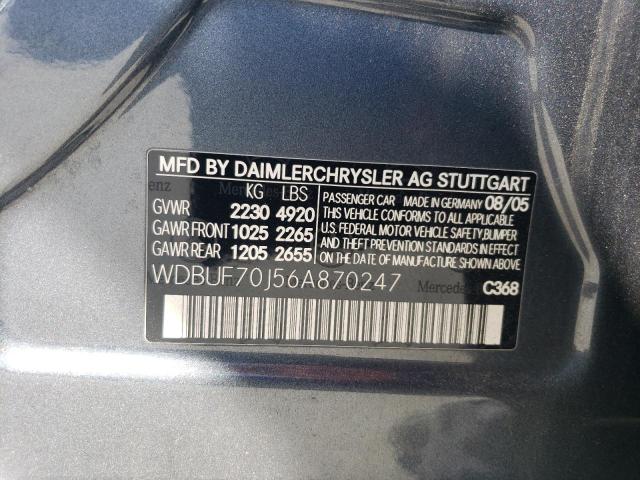 MFD BY DAIMLERCHRYSLER AG STUTTGART
KG LBS
GVWR 2230 4920
GAWR FRONT 1025 2265
GAWR REAR 1205 2655
PASSENGER CAR MADE IN GERMANY 08/05
THIS VEHICLE CONFORMS TO ALL APPLICABLE
U.S. FEDERAL MOTOR VEHICLE SAFETY,BUMPER
AND THEFT PREVENTION STANDARDS IN EFFECT
ON THE DATE OF MANUFACTURE SHOWN ABOVE.
WDBUF70J56A870247
C368